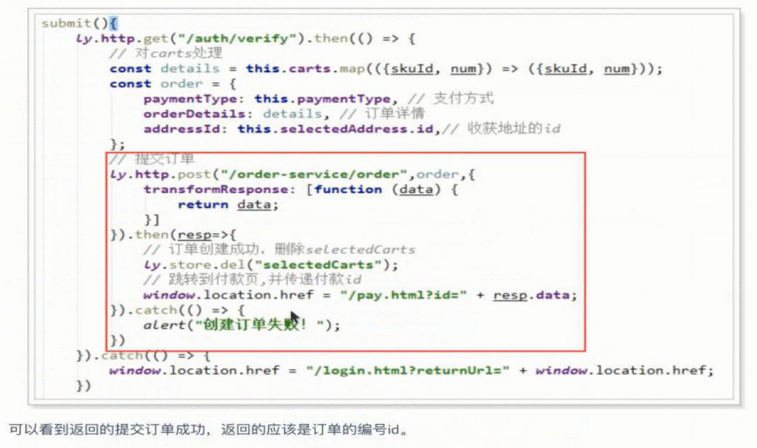 submit(){
ly.http.get("/auth/verify").then(() => {
// 对carts处理
const details = this.carts.map(({skuId, num}) => ({skuId, num}));
const order = {
paymentType: this.paymentType, // 支付方式
orderDetails: details, // 订单详情
addressId: this.selectedAddress.id,// 收获地址的id
};
// 提交订单
ly.http.post("/order-service/order",order,{
transformResponse: [function (data) {
return data;
}]
}).then(resp=>{
// 订单创建成功, 删除selectedCarts
ly.store.del("selectedCarts");
// 跳转到付款页,并传递付款id
window.location.href = "/pay.html?id=" + resp.data;
}).catch(() => {
alert("创建订单失败! ");
})
}).catch(() => {
window.location.href = "/login.html?returnUrl=" + window.location.href;
})
可以看到返回的提交订单成功，返回的应该是订单的编号id。